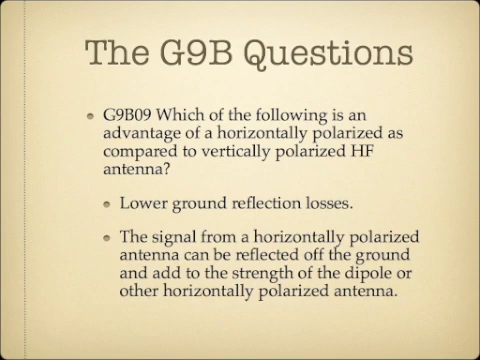 The G9B Questions
G9B09 Which of the following is an
advantage of a horizontally polarized as
compared to vertically polarized HF
antenna?
Lower ground reflection losses.
The signal from a horizontally polarized
antenna can be reflected off the ground
and add to the strength of the dipole or
other horizontally polarized antenna.